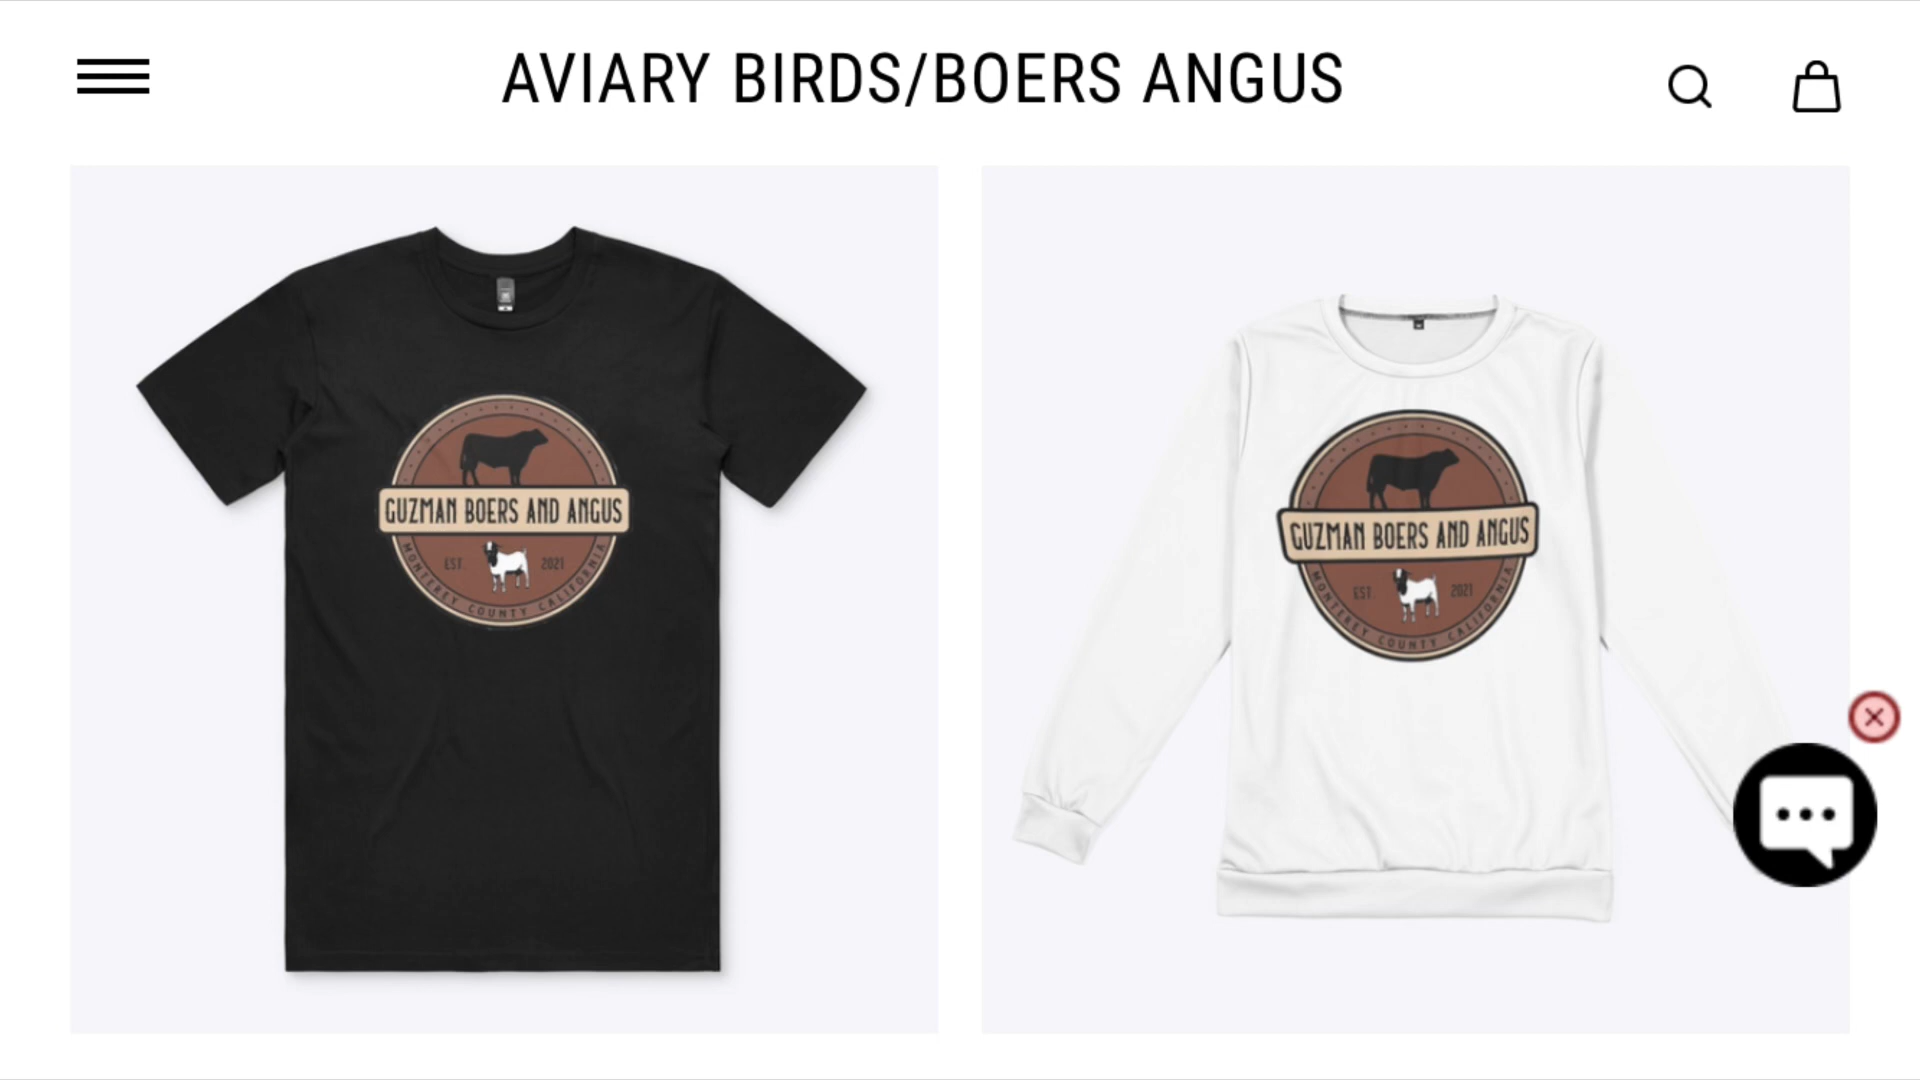 AVIARY BIRDS/BOERS ANGUS
GUZMAN BOERS AND ANGUS
EST. 2021
MONTEREY COUNTY CALIFORNIA
GUZMAN BOERS AND ANGUS
EST. 2021
MONTEREY COUNTY CALIFORNIA